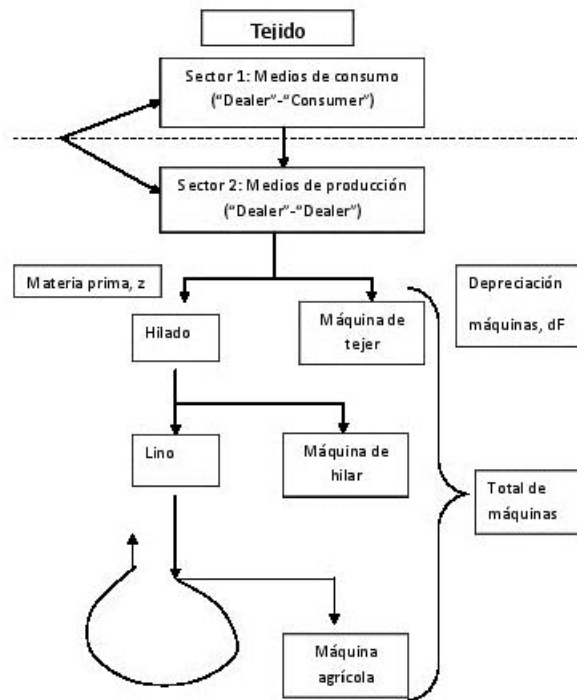 Tejido
Sector 1: Medios de consumo
("Dealer"-"Consumer")
Sector 2: Medios de producción
("Dealer"-"Dealer")
Materia prima, z
Depreciación
máquinas, dF
Hilado
Máquina de
tejer
Lino
Máquina de
hilar
Total de
máquinas
Máquina
agrícola